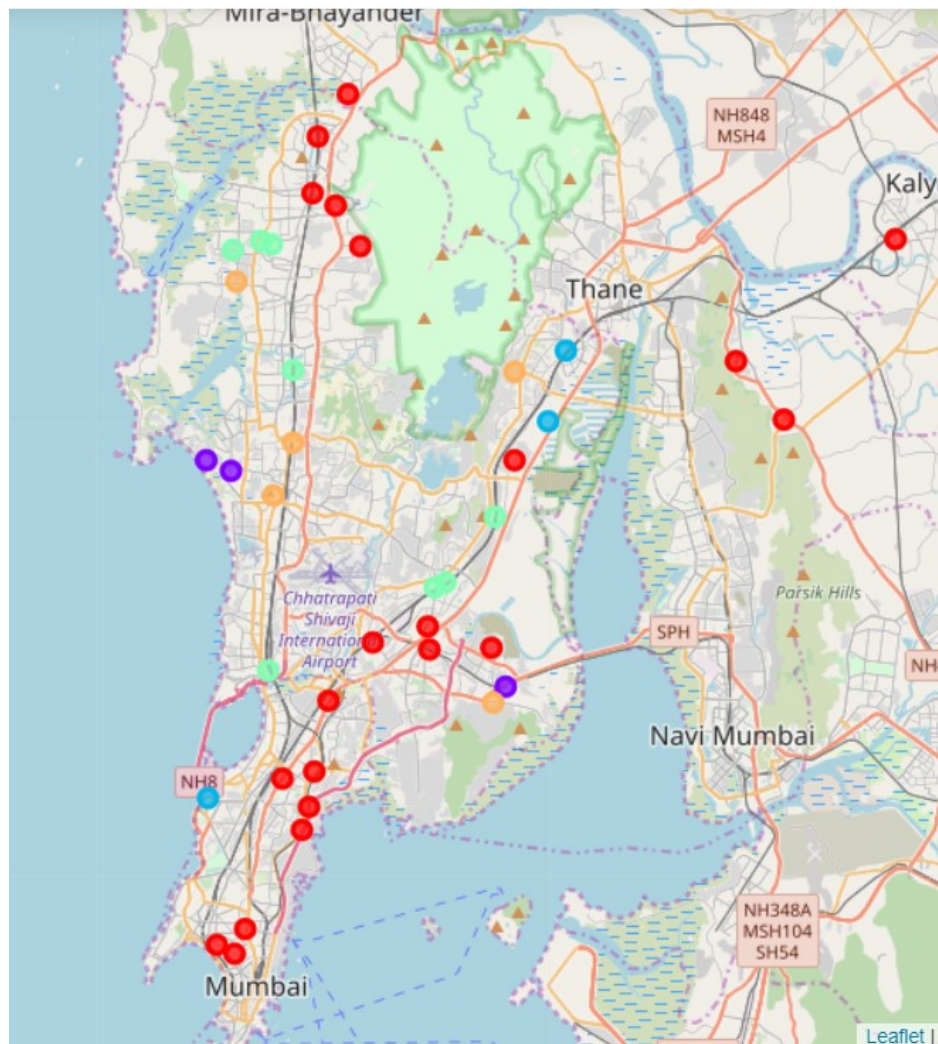 Mira-Bhayander
NH848
MSH4
Kaly
Thane
Chhatrapati
Shivaji
International
Airport
Parsik Hills
SPH
NH4
Navi Mumbai
NH8
NH348A
MSH104
SH54
Mumbai
Leaflet |